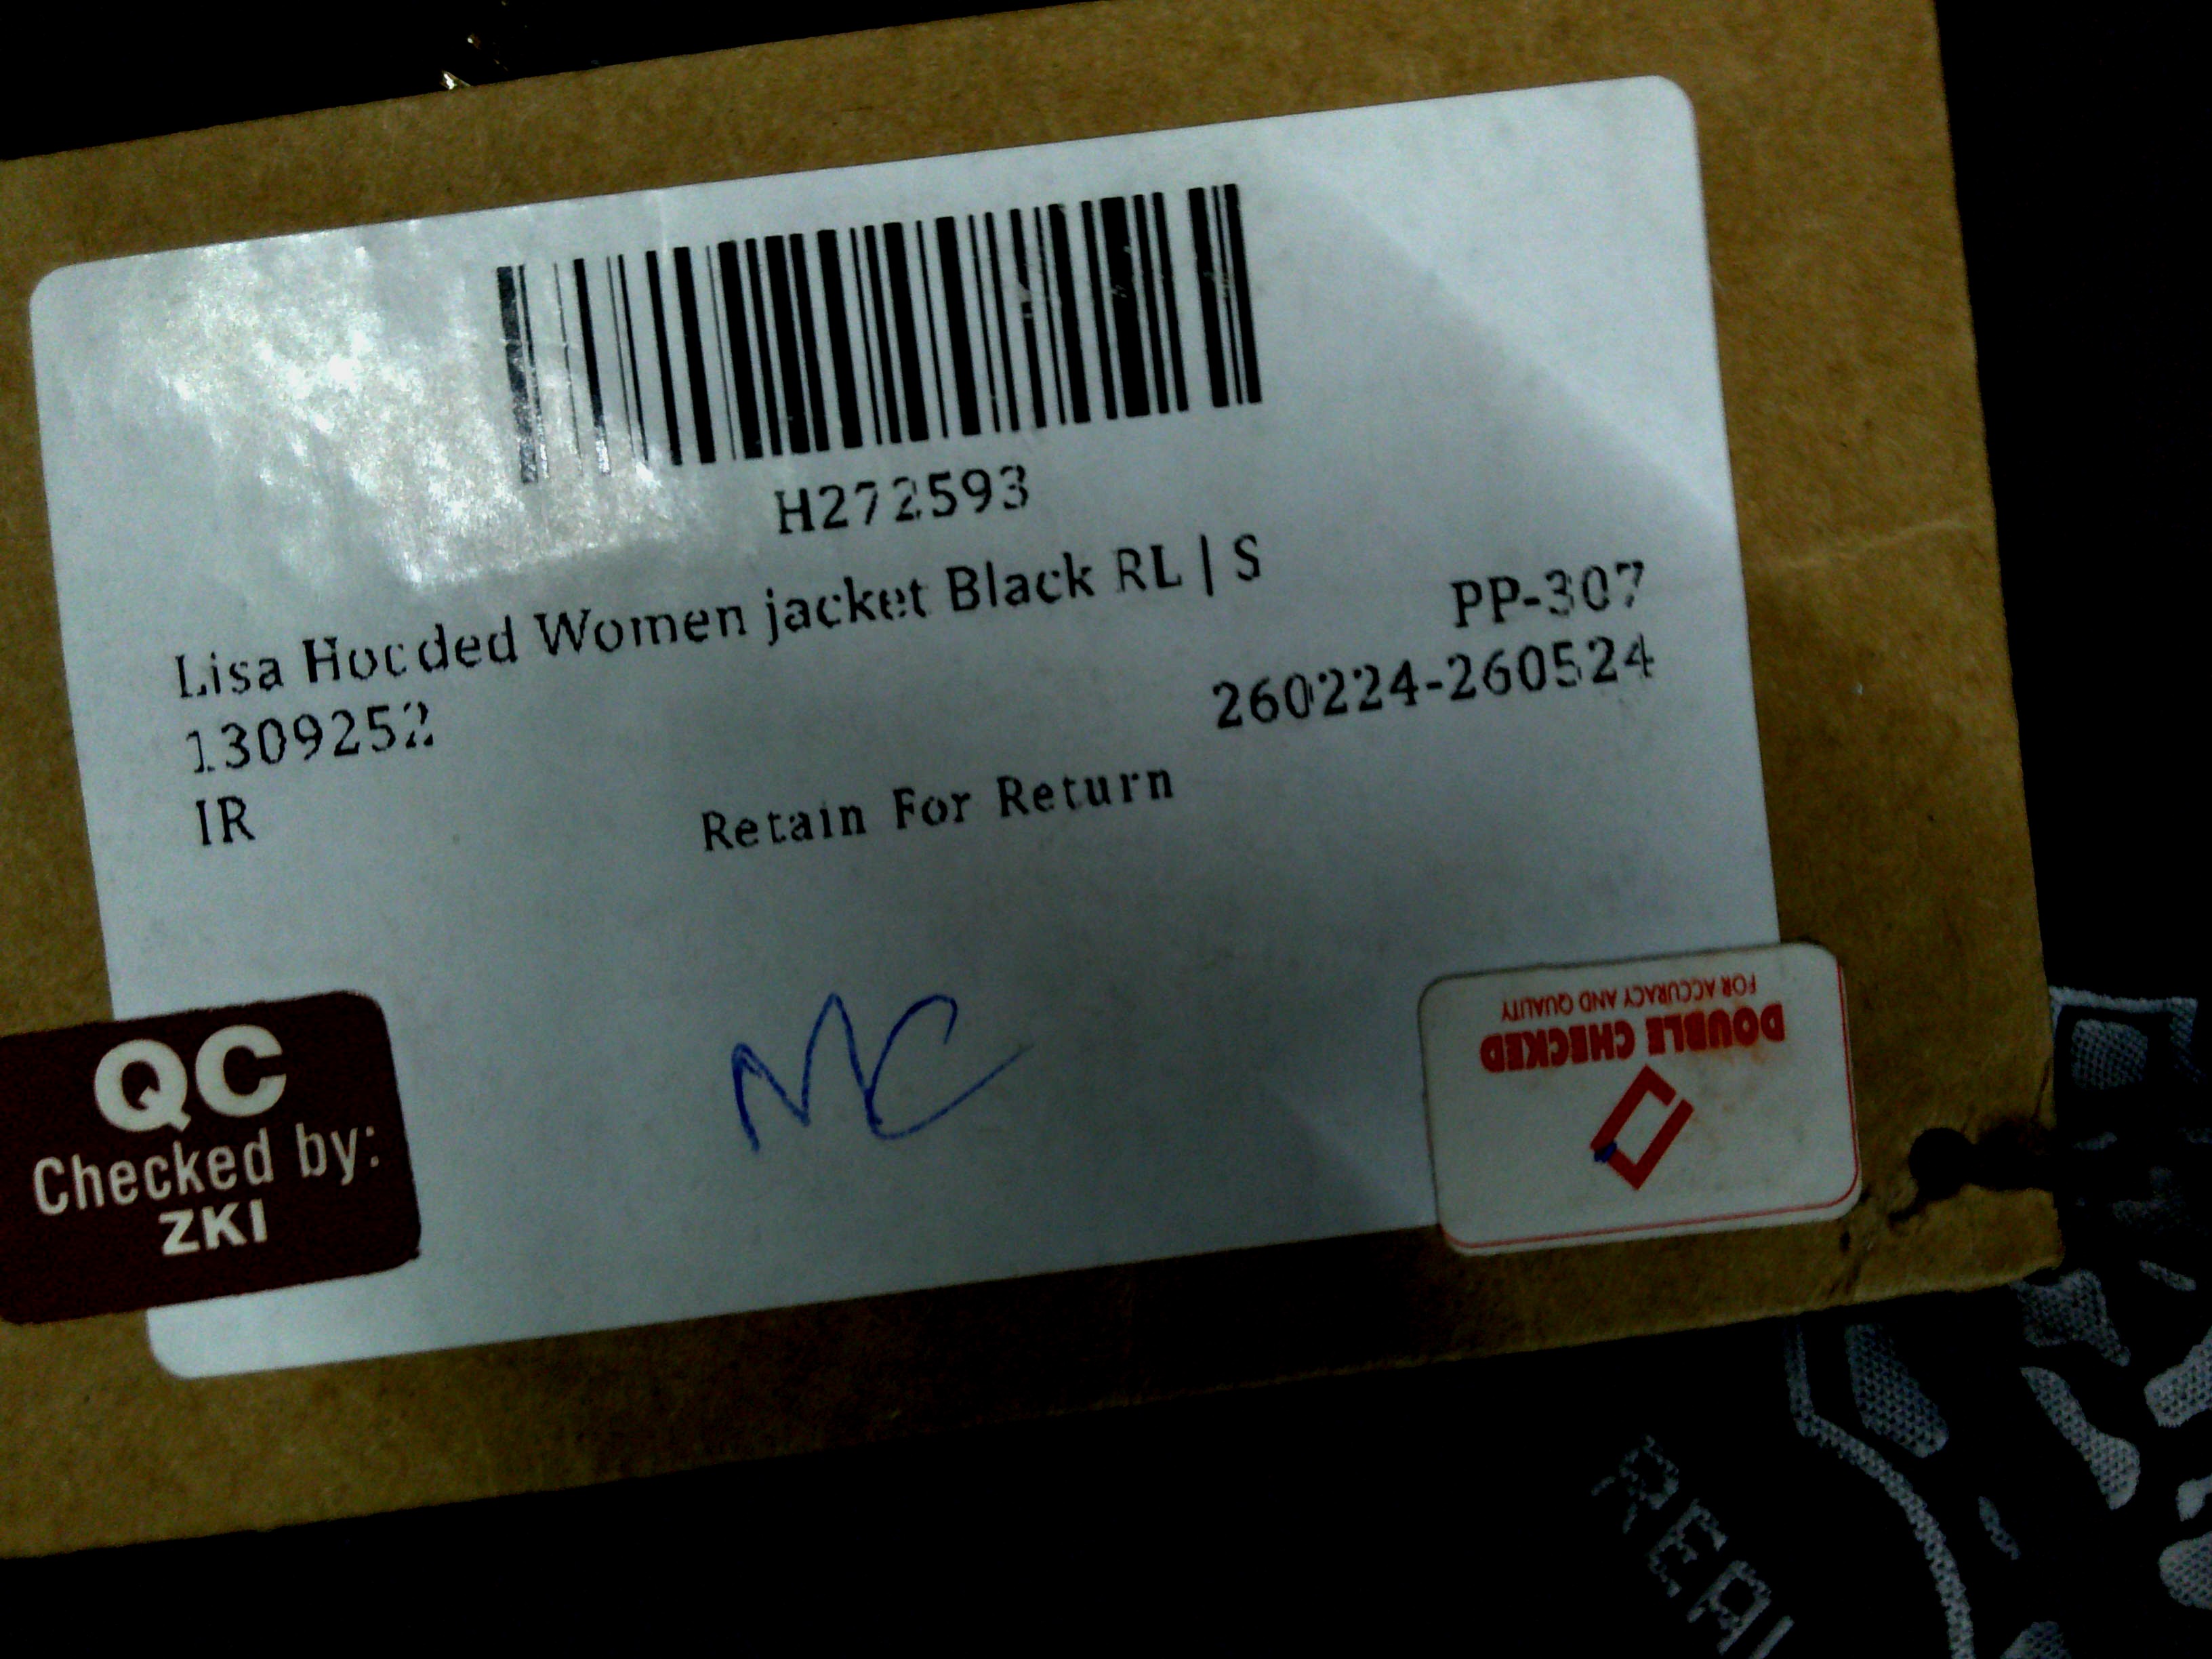 H272593
Lisa Hooded Women jacket Black RL | S
PP-307
1309252
260224-260524
IR
Retain For Return
MC
QC
Checked by:
ZKI
DOUBLE CHECKED
FOR ACCURACY AND QUALITY
REAL